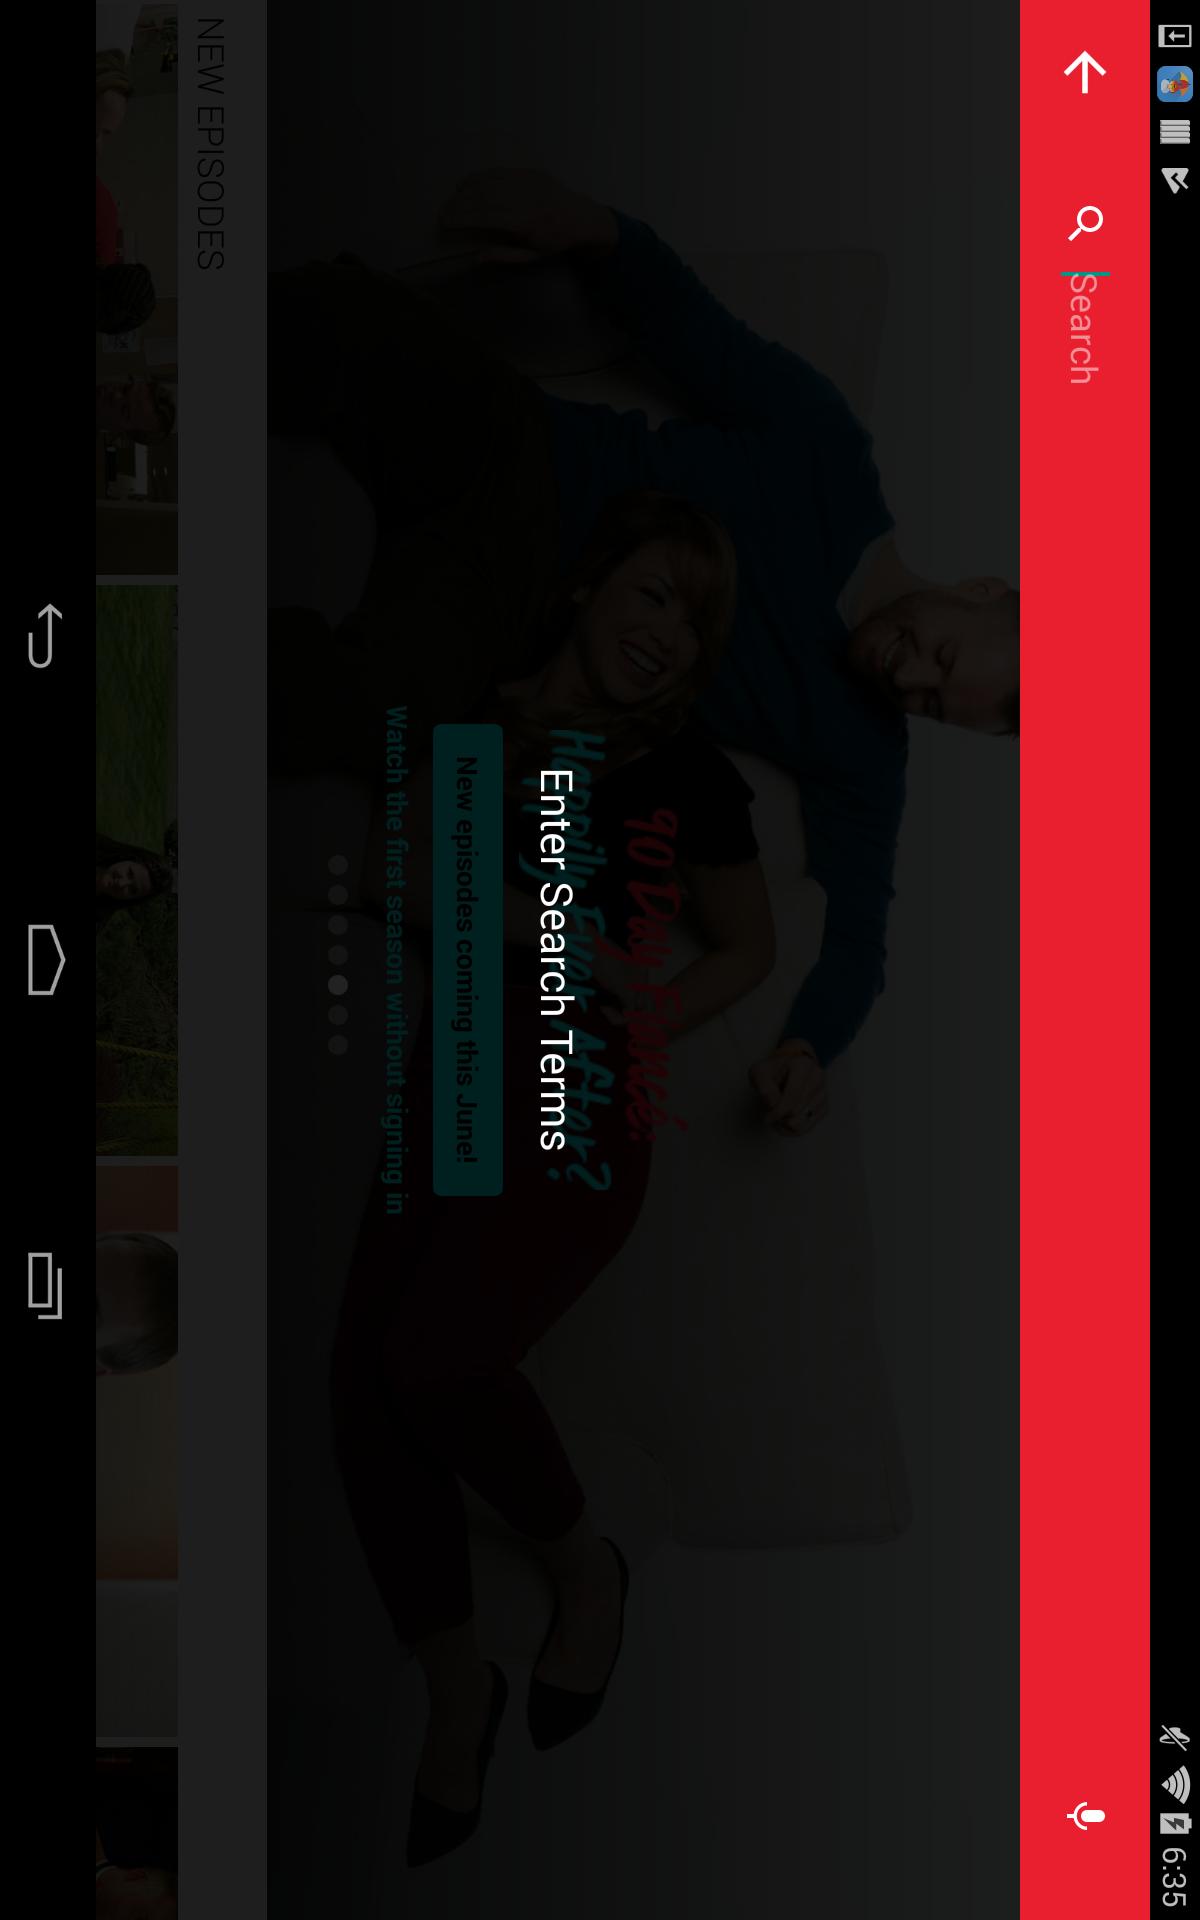 6:35
Search
90 Day Fiancé:
Happily Ever After?
Enter Search Terms
New episodes coming this June!
Watch the first season without signing in
NEW EPISODES